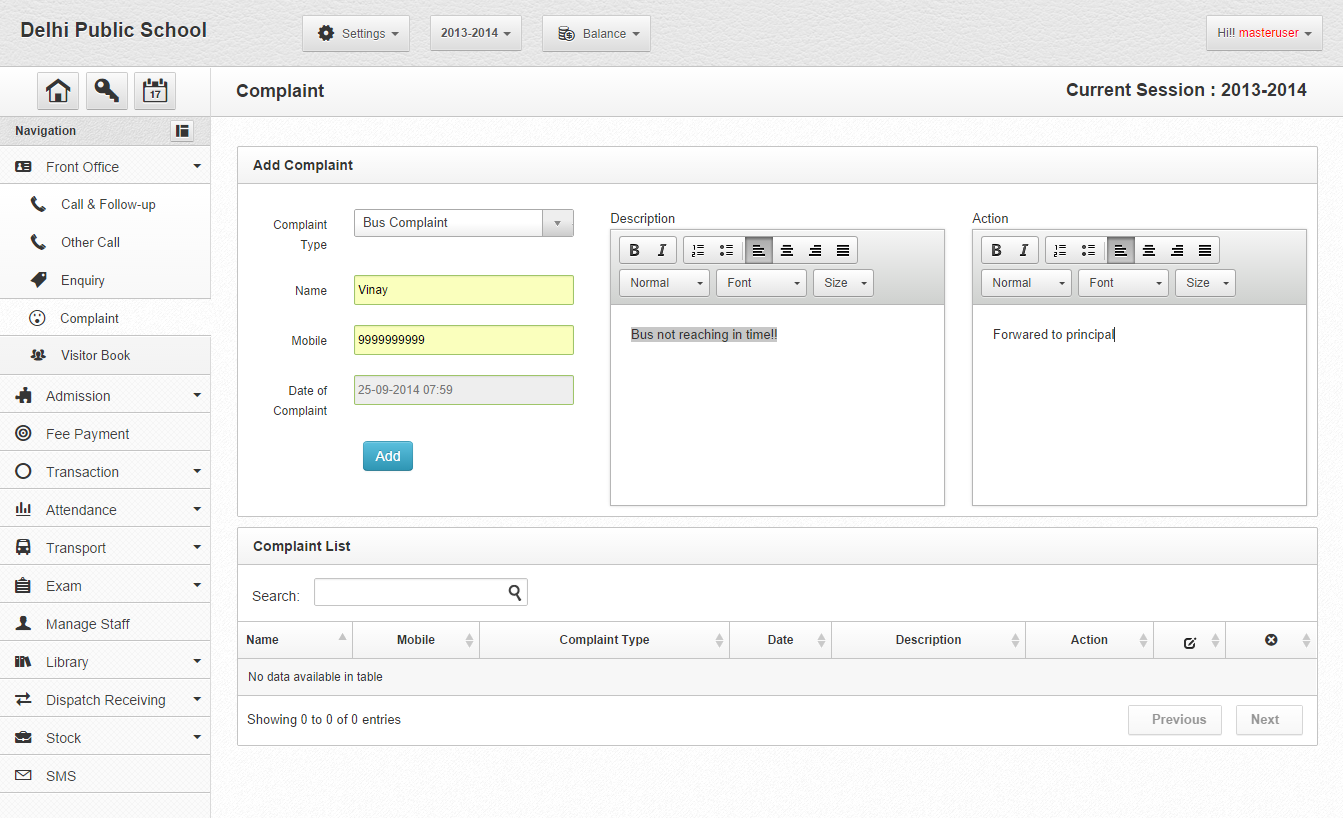 Delhi Public School
Settings
2013-2014
Balance
Hi!! masteruser
17
Complaint
Current Session : 2013-2014
Navigation
Front Office
Call & Follow-up
Other Call
Enquiry
Complaint
Visitor Book
Admission
Fee Payment
Transaction
Attendance
Transport
Exam
Manage Staff
Library
Dispatch Receiving
Stock
SMS
Add Complaint
Complaint
Type
Bus Complaint
Name
Vinay
Mobile
9999999999
Date of
Complaint
25-09-2014 07:59
Add
Description
B I
Normal Font Size
Bus not reaching in time!!
Action
B I
Normal Font Size
Forwared to principal
Complaint List
Search:
Name Mobile Complaint Type Date Description Action
No data available in table
Showing 0 to 0 of 0 entries
Previous Next